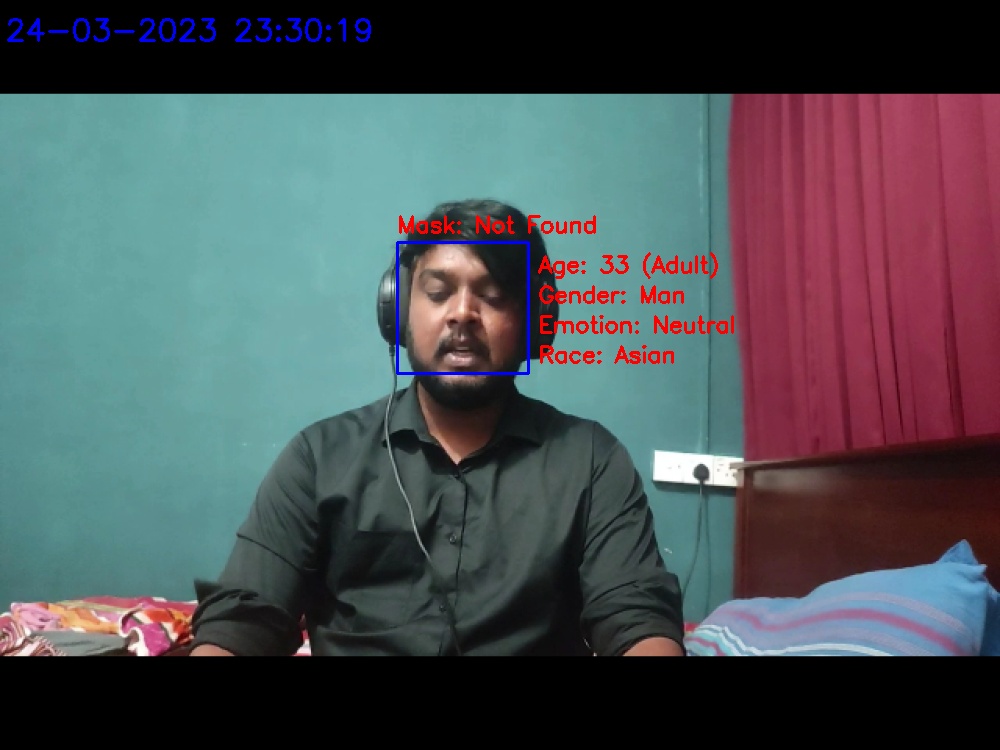 24-03-2023 23:30:19
Mask: Not Found
Age: 33 (Adult)
Gender: Man
Emotion: Neutral
Race: Asian